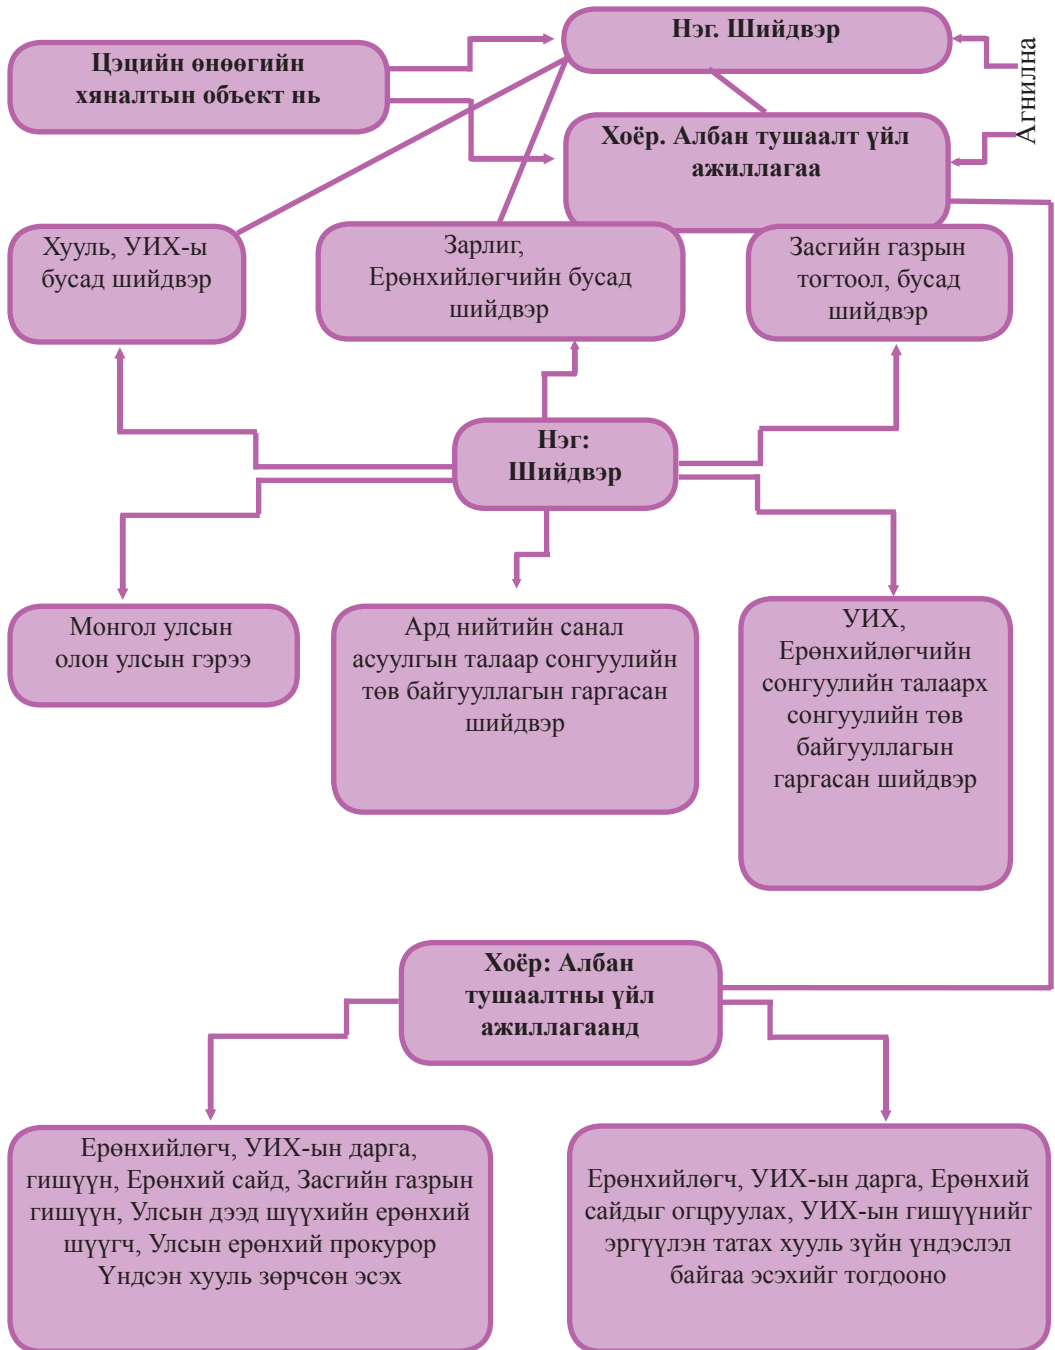 Цэцийн өнөөгийн
хяналтын объект нь
Нэг. Шийдвэр
Агнилна
Хоёр. Албан тушаалт үйл
ажиллагаа
Хууль, УИХ-ы
бусад шийдвэр
Зарлиг,
Ерөнхийлөгчийн бусад
шийдвэр
Засгийн газрын
тогтоол, бусад
шийдвэр
Нэг:
Шийдвэр
Монгол улсын
олон улсын гэрээ
Ард нийтийн санал
асуулгын талаар сонгуулийн
төв байгууллагын гаргасан
шийдвэр
УИХ,
Ерөнхийлөгчийн
сонгуулийн талаарх
сонгуулийн төв
байгууллагын
гаргасан шийдвэр
Хоёр: Албан
тушаалтны үйл
ажиллагаанд
Ерөнхийлөгч, УИХ-ын дарга,
гишүүн, Ерөнхий сайд, Засгийн газрын
гишүүн, Улсын дээд шүүхийн ерөнхий
шүүгч, Улсын ерөнхий прокурор
Үндсэн хууль зөрчсөн эсэх
Ерөнхийлөгч, УИХ-ын дарга, Ерөнхий
сайдыг огцруулах, УИХ-ын гишүүнийг
эргүүлэн татах хууль зүйн үндэслэл
байгаа эсэхийг тогдооно